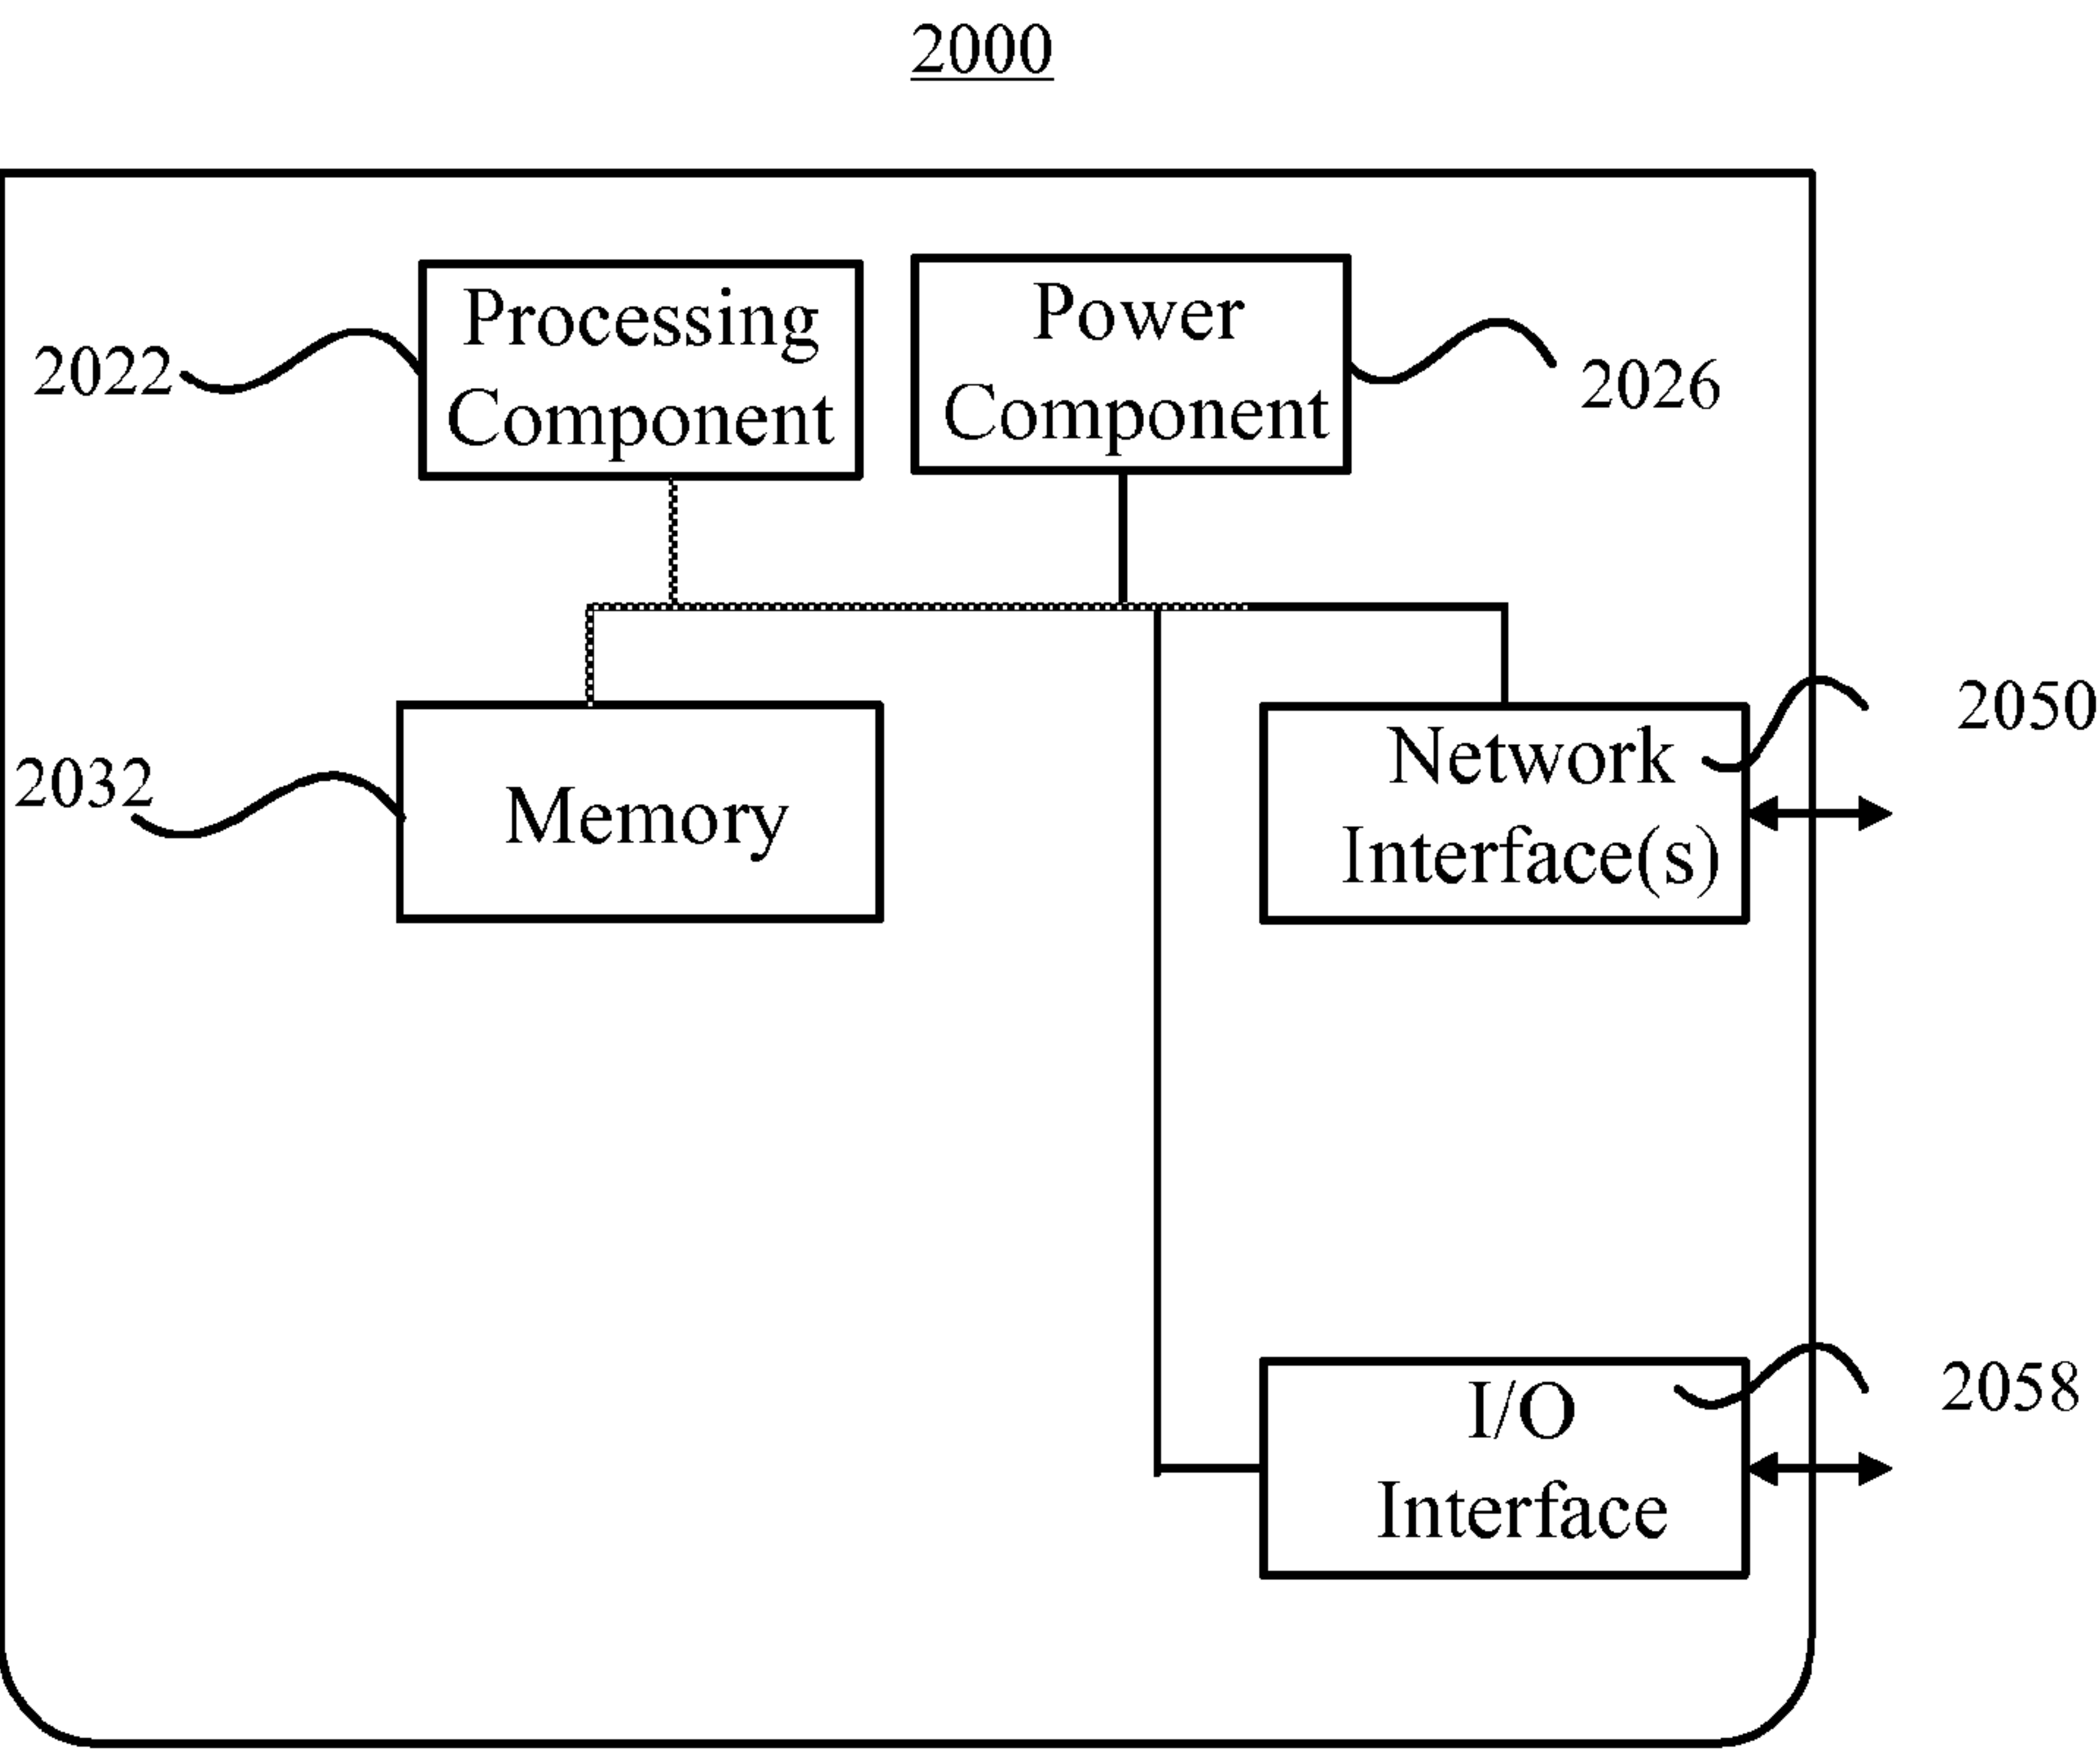 2000
Processing
Component
Power
Component
2022
2026
2032
Memory
Network
Interface(s)
2050
I/O
Interface
2058